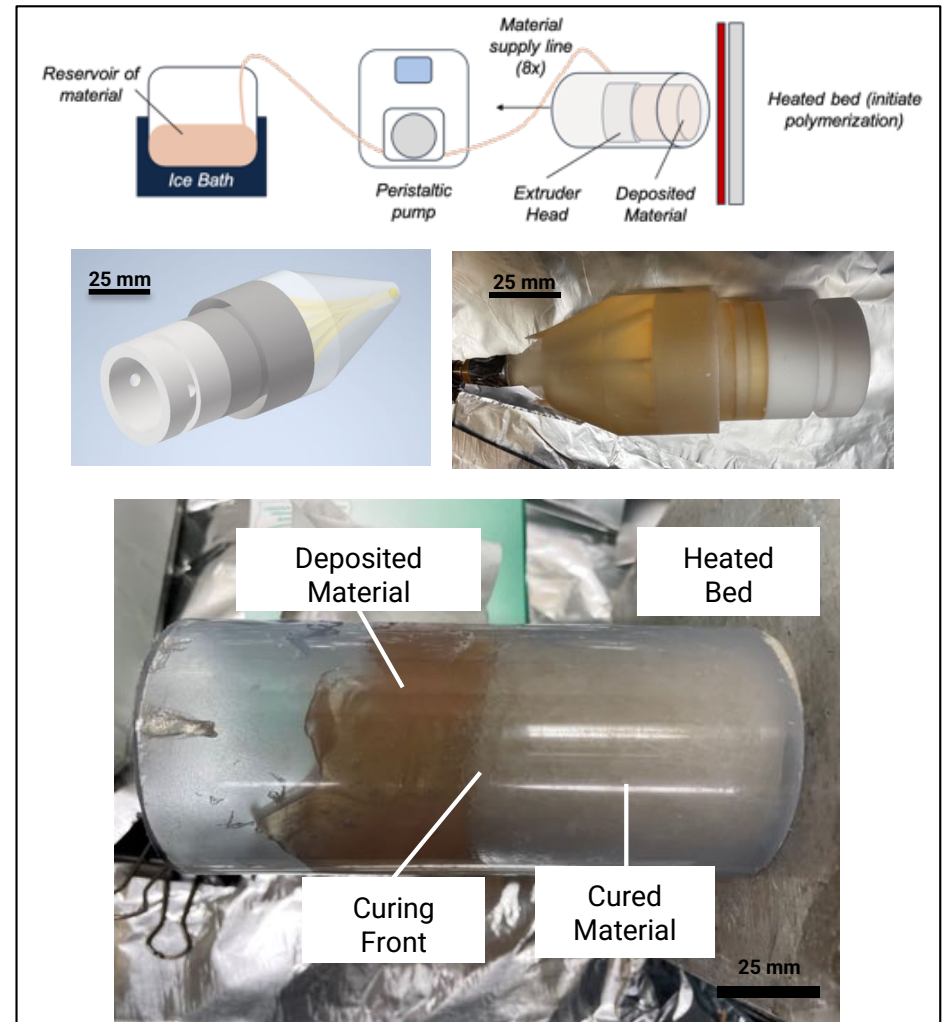 Reservoir of
material
Ice Bath
Peristaltic
pump
Material
supply line
(8x)
Extruder
Head
Deposited
Material
Heated bed (initiate
polymerization)
25 mm
25 mm
Deposited
Material
Heated
Bed
Curing
Front
Cured
Material
25 mm